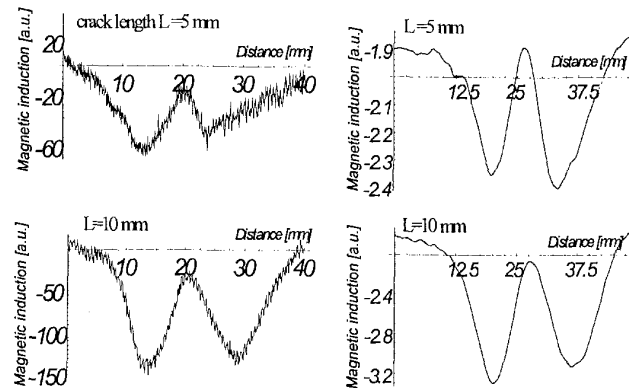 crack length L=5 mm
Magnetic induction [a.u.]
Distance [mm]
20
-20
-60
10
20
30
40
L=5 mm
Magnetic induction [a.u.]
Distance [mm]
-1.9
-2.1
-2.2
-2.3
-2.4
12.5
25
37.5
L=10 mm
Magnetic induction [a.u.]
Distance [mm]
-50
-100
-150
10
20
30
40
L=10 mm
Magnetic induction [a.u.]
Distance [mm]
-2.4
-2.8
-3.2
12.5
25
37.5